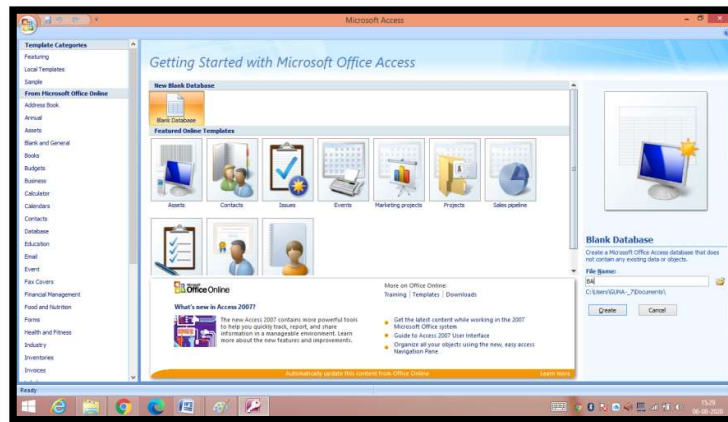 Microsoft Access
Template Categories
Featuring
Local Templates
Sample
From Microsoft Office Online
Address Book
Annual
Assets
Blank and General
Books
Budgets
Business
Calculator
Calendars
Contacts
Database
Education
Email
Event
Fax Covers
Financial Management
Food and Nutrition
Forms
Health and Fitness
Industry
Inventories
Invoices
Getting Started with Microsoft Office Access
New Blank Database
Blank Database
Featured Online Templates
Assets
Contacts
Issues
Events
Marketing projects
Projects
Sales pipeline
Microsoft
Office Online
What's new in Access 2007?
The new Access 2007 contains more powerful tools
to help you quickly track, report, and share
information in a manageable environment. Learn
more about the new features and improvements.
More on Office Online:
Training | Templates | Downloads
Get the latest content while working in the 2007
Microsoft Office system
Guide to Access 2007 User Interface
Organize all your objects using the new, easy access
Navigation Pane
Automatically update this content from Office Online
Learn more
Blank Database
Create a Microsoft Office Access database that does
not contain any existing data or objects.
File Name:
BA
C:\Users\GUNA-_7\Documents\
Create
Cancel
Ready
15:29
06-08-2020